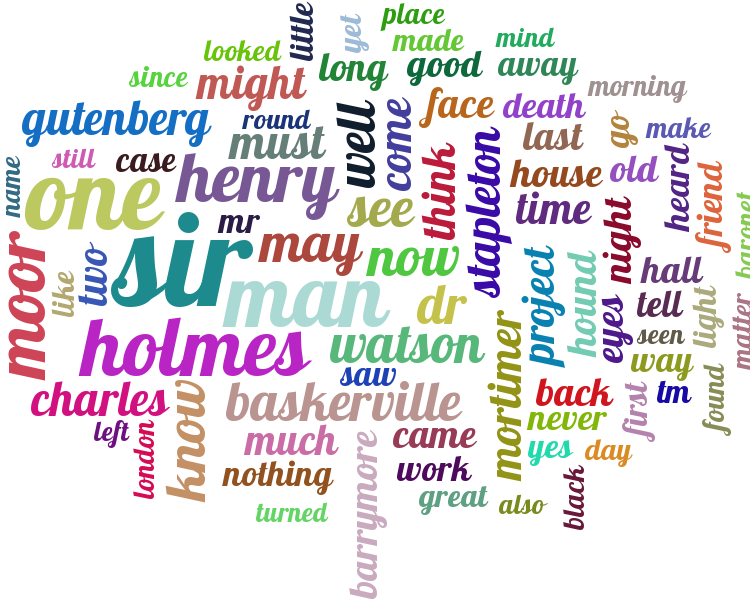 little
yet
place
made
mind
looked
long
good
away
since
might
morning
gutenberg
round
well
come
face
death
last
go
make
must
still
case
henry
think
stapleton
house
old
heard
friend
name
one
mr
see
time
night
baronet
sir
may
now
moor
like
two
man
dr
project
hound
eyes
hall
tell
light
matter
holmes
watson
mortimer
seen
way
saw
charles
know
baskerville
back
first
tm
found
left
london
much
came
never
yes
day
nothing
barrymore
work
great
also
black
turned